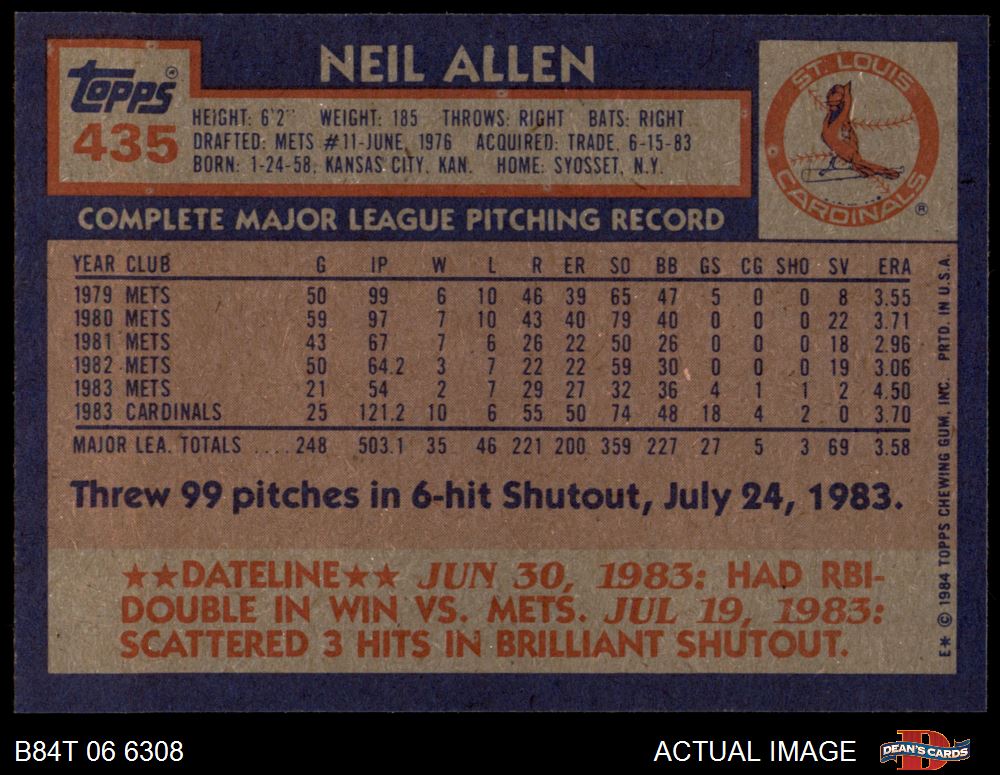 NEIL ALLEN
topps®
435
HEIGHT: 6'2" WEIGHT: 185 THROWS: RIGHT BATS: RIGHT
DRAFTED: METS #11-JUNE, 1976 ACQUIRED: TRADE, 6-15-83
BORN: 1-24-58, KANSAS CITY, KAN. HOME: SYOSSET, N.Y.
ST. LOUIS
CARDINALS ®
COMPLETE MAJOR LEAGUE PITCHING RECORD
YEAR CLUB G IP W L R ER SO BB GS CG SHO SV ERA
1979 METS 50 99 6 10 46 39 65 47 5 0 0 8 3.55
1980 METS 59 97 7 10 43 40 79 40 0 0 0 22 3.71
1981 METS 43 67 7 6 26 22 50 26 0 0 0 18 2.96
1982 METS 50 64.2 3 7 22 22 59 30 0 0 0 19 3.06
1983 METS 21 54 2 7 29 27 32 36 4 1 1 2 4.50
1983 CARDINALS 25 121.2 10 6 55 50 74 48 18 4 2 0 3.70
MAJOR LEA. TOTALS .... 248 503.1 35 46 221 200 359 227 27 5 3 69 3.58
Threw 99 pitches in 6-hit Shutout, July 24, 1983.
★★DATELINE★★ JUN 30, 1983: HAD RBI-
DOUBLE IN WIN VS. METS. JUL 19, 1983:
SCATTERED 3 HITS IN BRILLIANT SHUTOUT.
E* © 1984 TOPPS CHEWING GUM, INC. PRTD. IN U.S.A.
B84T 06 6308
ACTUAL IMAGE
D
DEAN'S CARDS